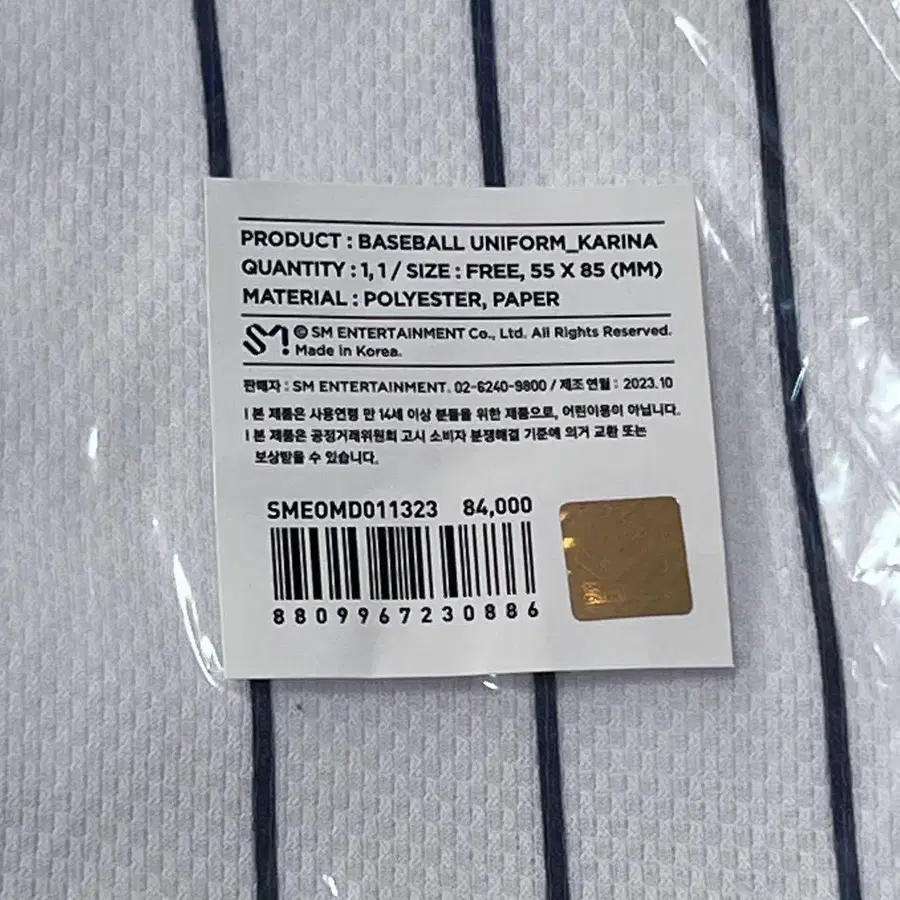 PRODUCT : BASEBALL UNIFORM_KARINA
QUANTITY : 1, 1 / SIZE : FREE, 55 X 85 (MM)
MATERIAL : POLYESTER, PAPER
SM! © SM ENTERTAINMENT Co., Ltd. All Rights Reserved.
Made in Korea.
판매자 : SM ENTERTAINMENT. 02-6240-9800 / 제조 연월 : 2023.10
| 본 제품은 사용연령 만 14세 이상 분들을 위한 제품으로, 어린이용이 아닙니다.
| 본 제품은 공정거래위원회 고시 소비자 분쟁해결 기준에 의거 교환 또는
보상받을 수 있습니다.
SMEOMD011323 84,000
8809967230886